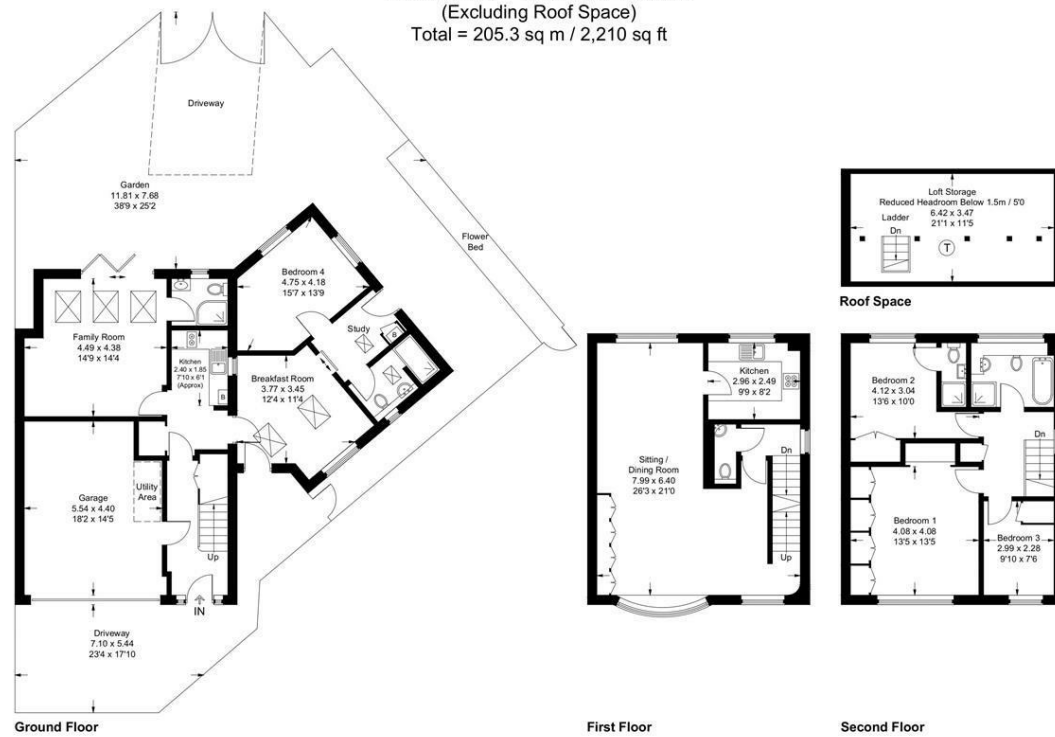 (Excluding Roof Space)
Total = 205.3 sq m / 2,210 sq ft
Driveway
Garden
11.81 x 7.68
38'9 x 25'2
Flower
Bed
Bedroom 4
4.75 x 4.18
15'7 x 13'9
Study
B
Family Room
4.49 x 4.38
14'9 x 14'4
Kitchen
2.40 x 1.85
7'10 x 6'1
(Approx)
B
Breakfast Room
3.77 x 3.45
12'4 x 11'4
Garage
5.54 x 4.40
18'2 x 14'5
Utility
Area
Up
IN
Driveway
7.10 x 5.44
23'4 x 17'10
Ground Floor
Kitchen
2.96 x 2.49
9'9 x 8'2
Sitting /
Dining Room
7.99 x 6.40
26'3 x 21'0
Dn
Up
First Floor
Loft Storage
Reduced Headroom Below 1.5m / 5'0
6.42 x 3.47
21'1 x 11'5
Ladder
Dn
T
Roof Space
Bedroom 2
4.12 x 3.04
13'6 x 10'0
Dn
Bedroom 1
4.08 x 4.08
13'5 x 13'5
Bedroom 3
2.99 x 2.28
9'10 x 7'6
Second Floor